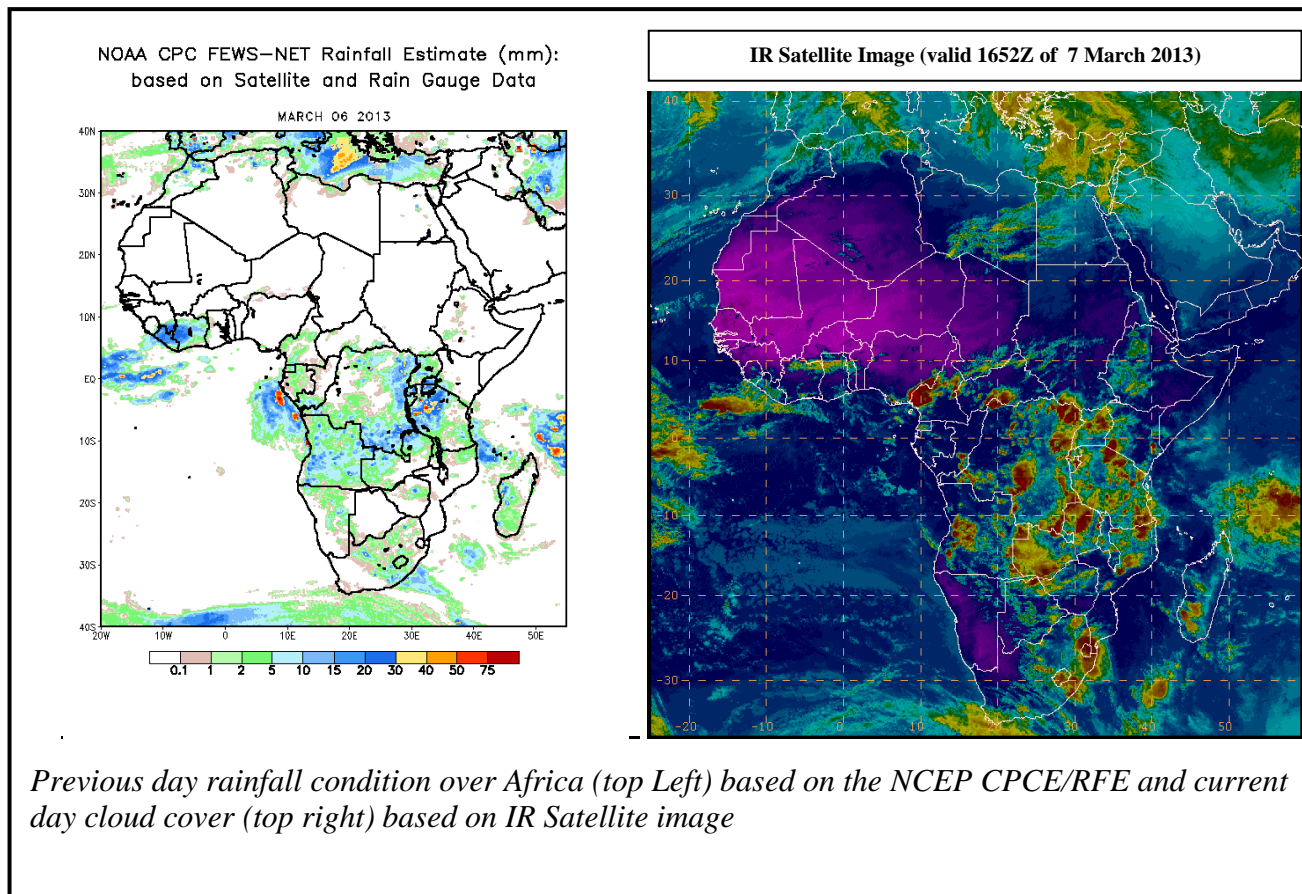 NOAA CPC FEWS-NET Rainfall Estimate (mm):
based on Satellite and Rain Gauge Data
MARCH 06 2013
40N
30N
20N
10N
EQ
10S
20S
30S
40S
20W 10W 0 10E 20E 30E 40E 50E
0.1 1 2 5 10 15 20 30 40 50 75
IR Satellite Image (valid 1652Z of 7 March 2013)
40
30
20
10
0
-10
-20
-30
-20 -10 0 10 20 30 40 50
Previous day rainfall condition over Africa (top Left) based on the NCEP CPCE/RFE and current
day cloud cover (top right) based on IR Satellite image